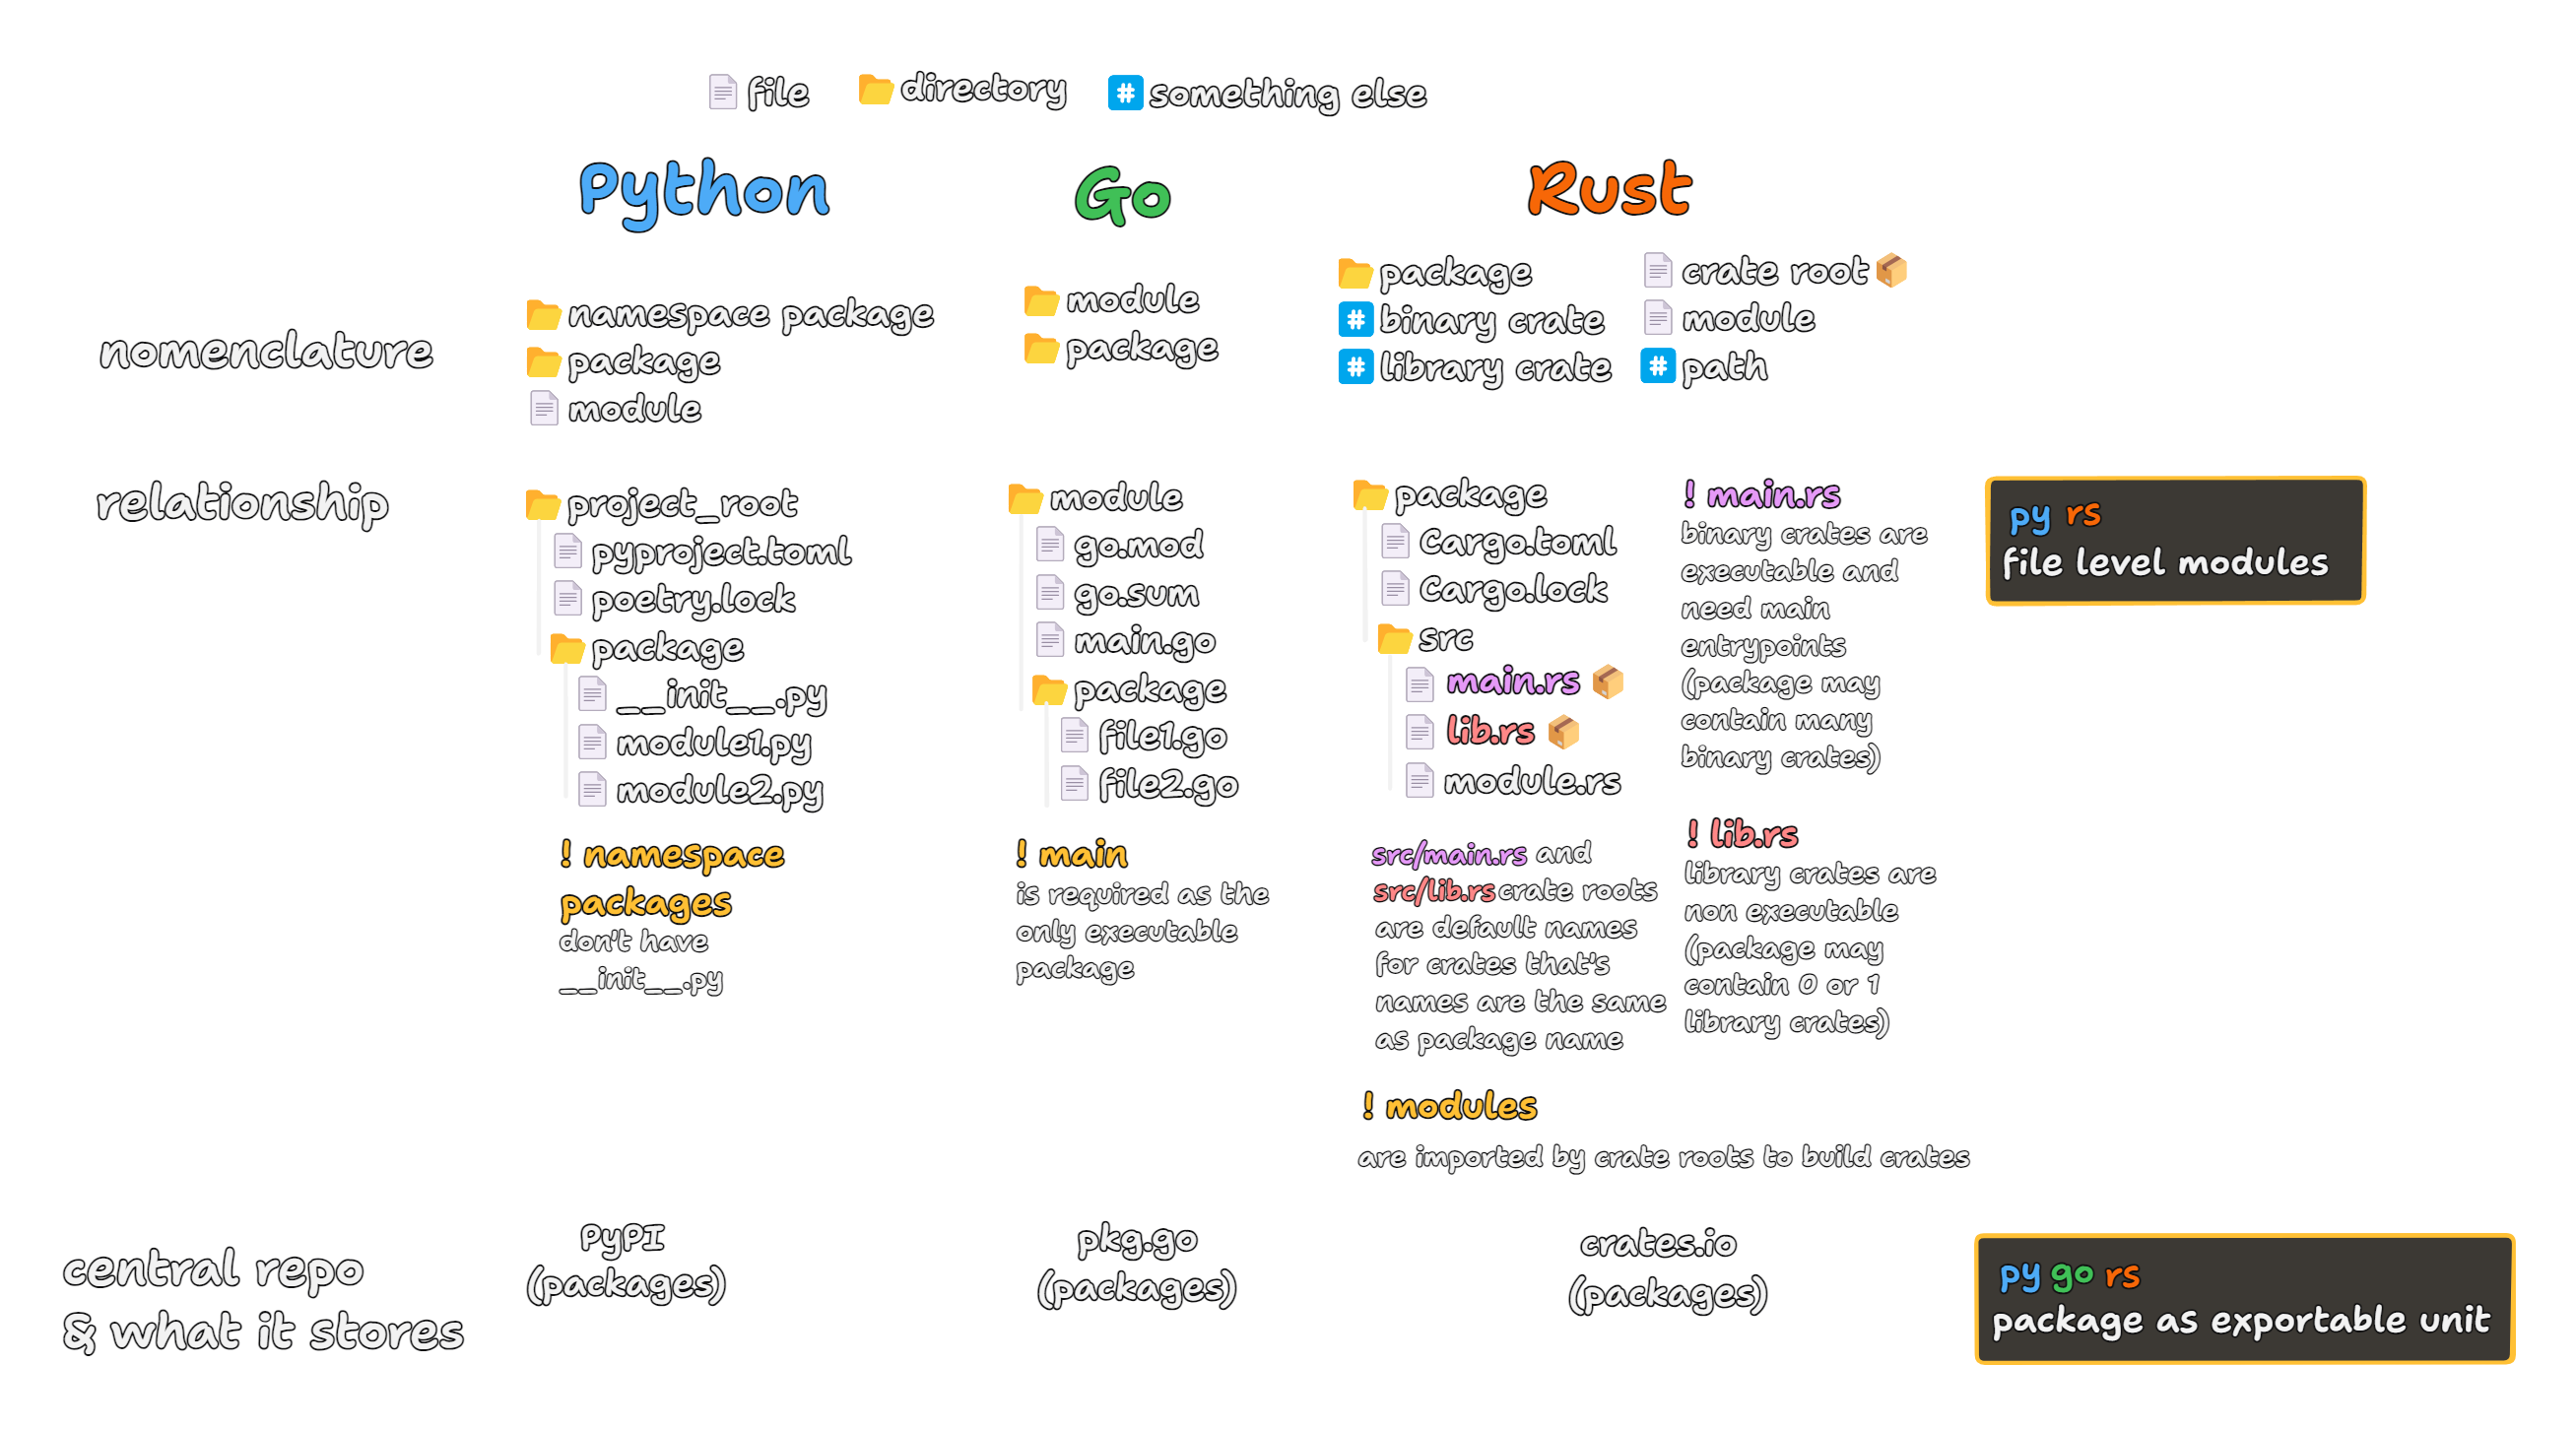 file directory # something else
Python Go Rust
nomenclature
namespace package
package
module
module
package
package
# binary crate
# library crate
crate root
module
# path
relationship
project_root
pyproject.toml
poetry.lock
package
__init__.py
module1.py
module2.py
! namespace
packages
don't have
__init__.py
module
go.mod
go.sum
main.go
package
file1.go
file2.go
! main
is required as the
only executable
package
package
Cargo.toml
Cargo.lock
src
main.rs
lib.rs
module.rs
src/main.rs and
src/lib.rs crate roots
are default names
for crates that's
names are the same
as package name
! main.rs
binary crates are
executable and
need main
entrypoints
(package may
contain many
binary crates)
! lib.rs
library crates are
non executable
(package may
contain 0 or 1
library crates)
! modules
are imported by crate roots to build crates
py rs
file level modules
central repo
& what it stores
PyPI
(packages)
pkg.go
(packages)
crates.io
(packages)
py go rs
package as exportable unit